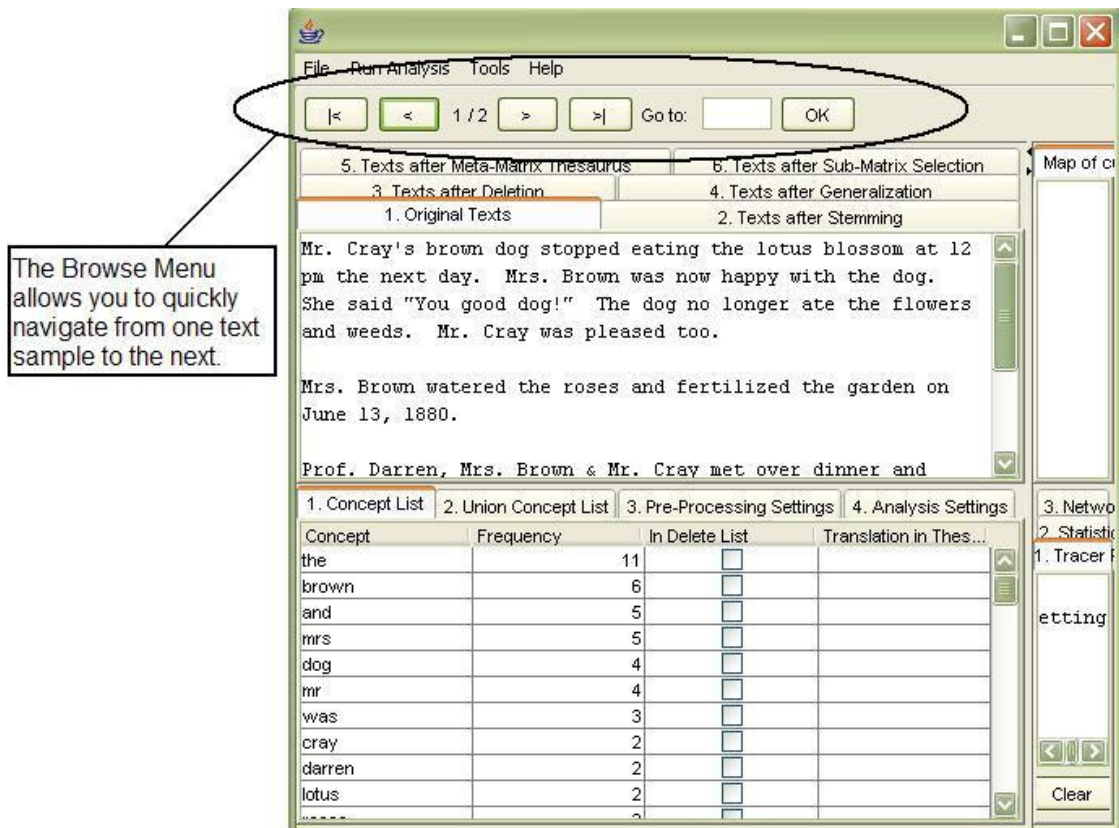 File Run Analysis Tools Help
|< < 1 / 2 > >| Go to: OK
5. Texts after Meta-Matrix Thesaurus 6. Texts after Sub-Matrix Selection
3. Texts after Deletion 4. Texts after Generalization
1. Original Texts 2. Texts after Stemming
Map of
The Browse Menu
allows you to quickly
navigate from one text
sample to the next.
Mr. Cray's brown dog stopped eating the lotus blossom at 12
pm the next day. Mrs. Brown was now happy with the dog.
She said "You good dog!" The dog no longer ate the flowers
and weeds. Mr. Cray was pleased too.
Mrs. Brown watered the roses and fertilized the garden on
June 13, 1880.
Prof. Darren, Mrs. Brown & Mr. Cray met over dinner and
1. Concept List 2. Union Concept List 3. Pre-Processing Settings 4. Analysis Settings
Concept Frequency In Delete List Translation in Thes...
the 11
brown 6
and 5
mrs 5
dog 4
mr 4
was 3
cray 2
darren 2
lotus 2
3. Netwo
2. Statistic
1. Tracer
etting
Clear